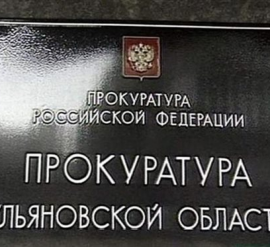 ПРОКУРАТУРА
РОССИЙСКОЙ ФЕДЕРАЦИИ
ПРОКУРАТУРА
ЛЬЯНОВСКОЙ ОБЛАСТ